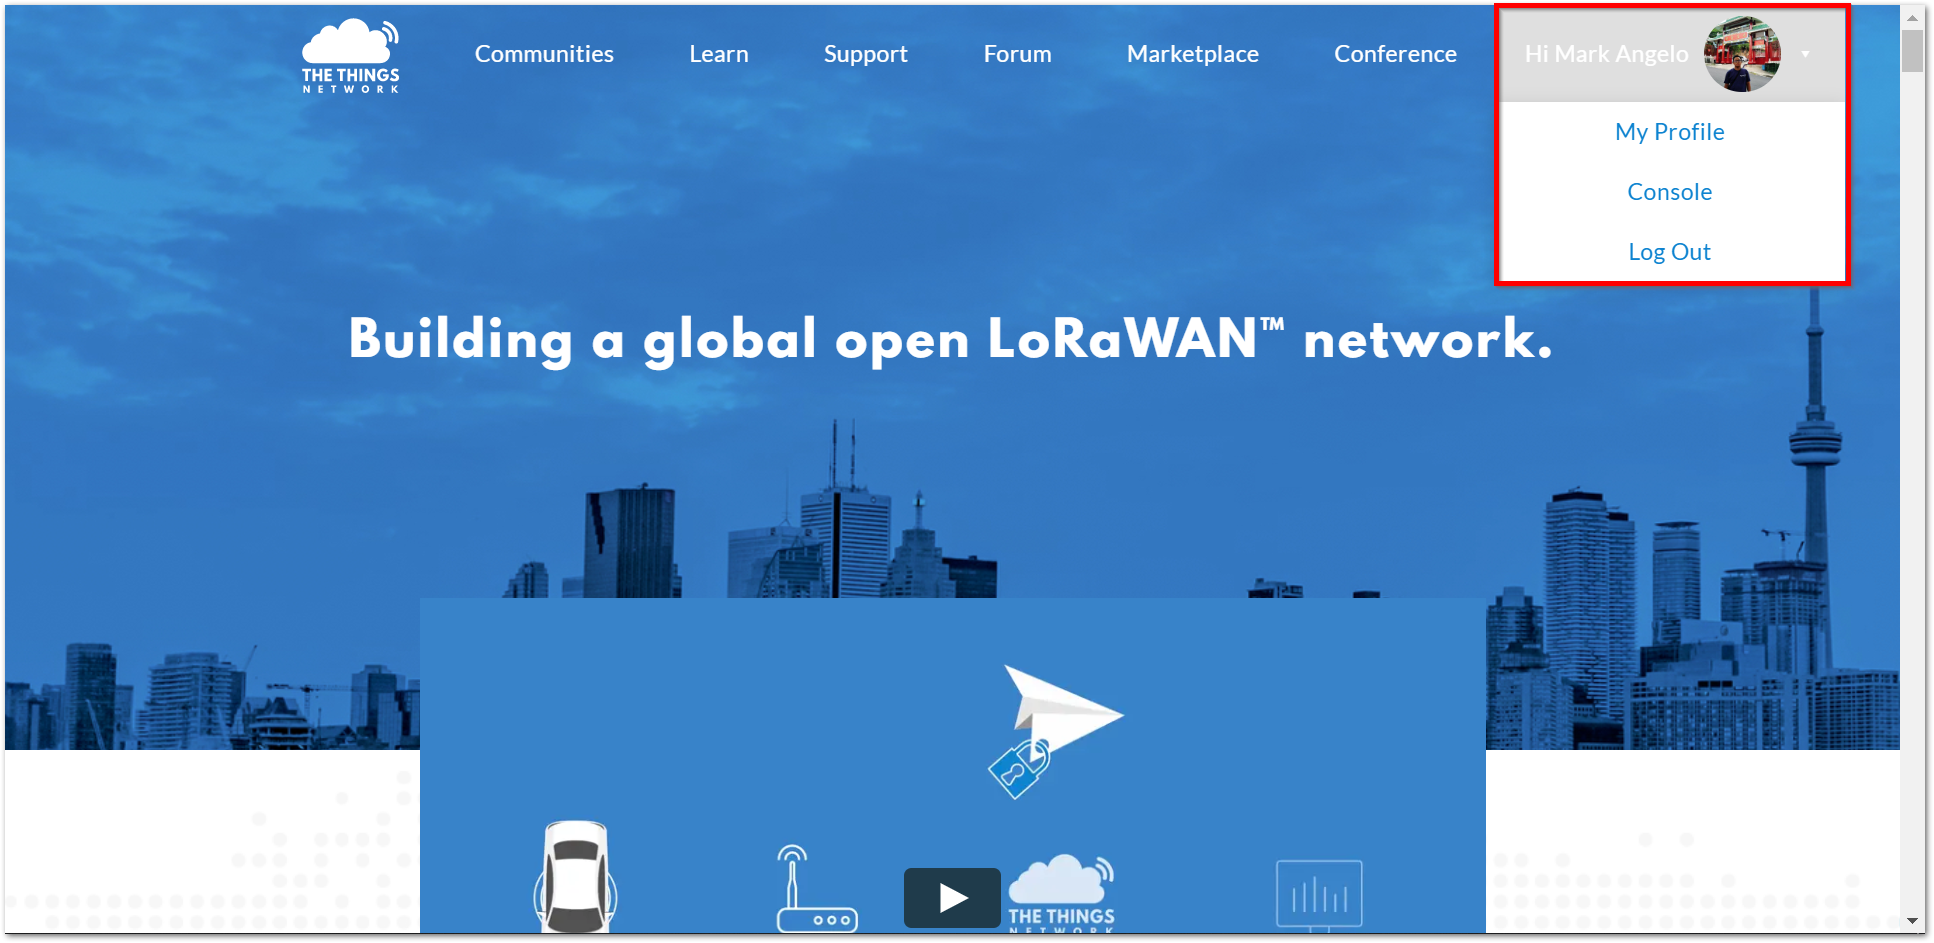 THE THINGS
NETWORK
Communities
Learn
Support
Forum
Marketplace
Conference
Hi Mark Angelo
My Profile
Console
Log Out
Building a global open LoRaWAN™ network.
THE THINGS
NETWORK